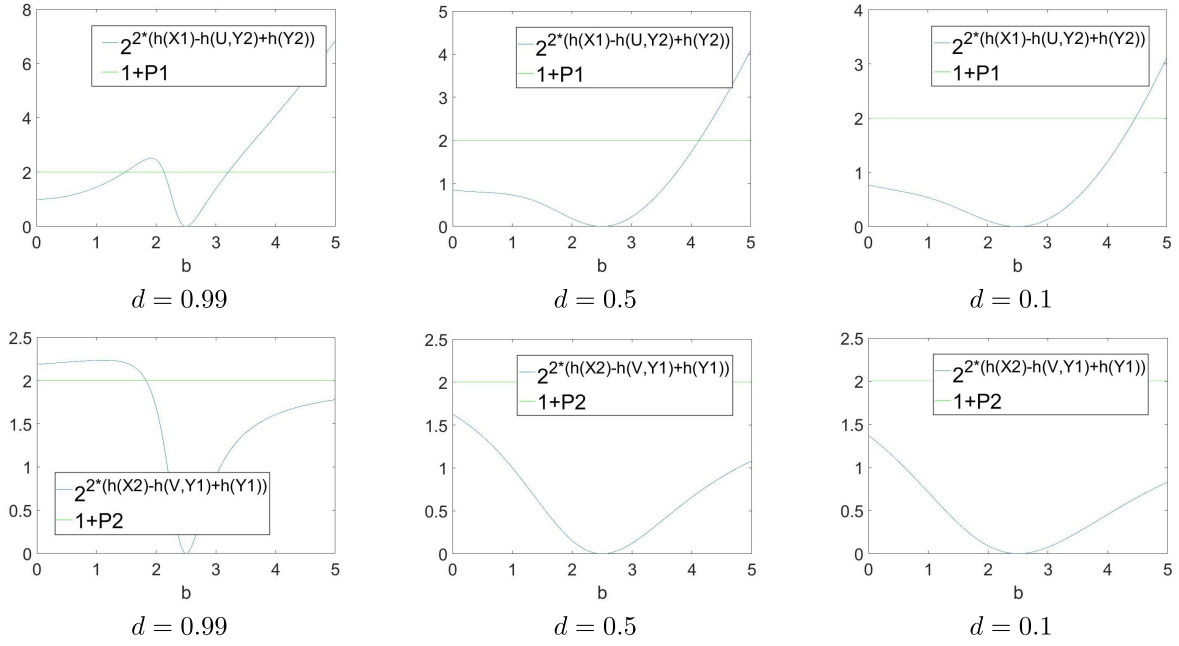 8
6
4
2
0
2^{2*(h(X1)-h(U,Y2)+h(Y2))}
1+P1
0 1 2 3 4 5
b
d = 0.99
5
4
3
2
1
0
2^{2*(h(X1)-h(U,Y2)+h(Y2))}
1+P1
0 1 2 3 4 5
b
d = 0.5
4
3
2
1
0
2^{2*(h(X1)-h(U,Y2)+h(Y2))}
1+P1
0 1 2 3 4 5
b
d = 0.1
2.5
2
1.5
1
0.5
0
2^{2*(h(X2)-h(V,Y1)+h(Y1))}
1+P2
0 1 2 3 4 5
b
d = 0.99
2.5
2
1.5
1
0.5
0
2^{2*(h(X2)-h(V,Y1)+h(Y1))}
1+P2
0 1 2 3 4 5
b
d = 0.5
2.5
2
1.5
1
0.5
0
2^{2*(h(X2)-h(V,Y1)+h(Y1))}
1+P2
0 1 2 3 4 5
b
d = 0.1